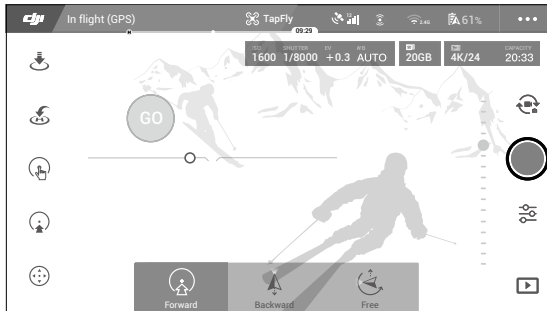 dji In flight (GPS) TapFly 61%
09:29
ISO SHUTTER EV WB CAPACITY
1600 1/8000 +0.3 AUTO 20GB 4K/24 20:33
GO
Forward Backward Free